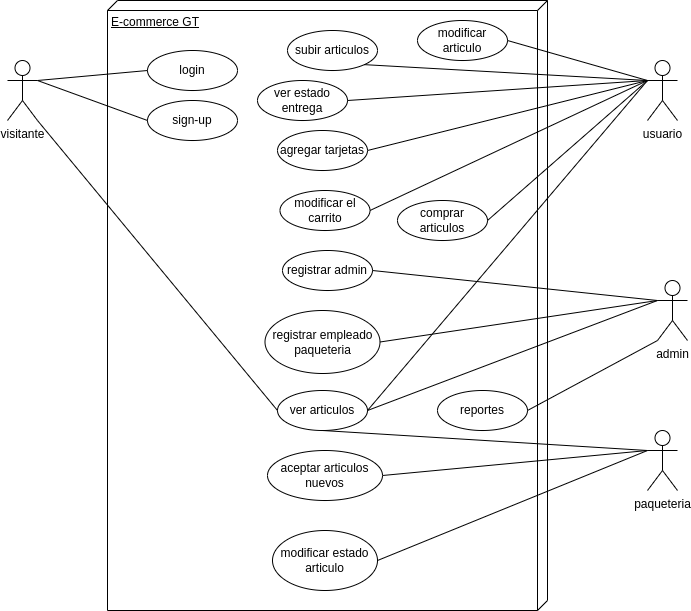 E-commerce GT
modificar
articulo
subir articulos
login
ver estado
entrega
sign-up
visitante
usuario
agregar tarjetas
modificar el
carrito
comprar
articulos
registrar admin
registrar empleado
paqueteria
admin
ver articulos
reportes
aceptar articulos
nuevos
paqueteria
modificar estado
articulo